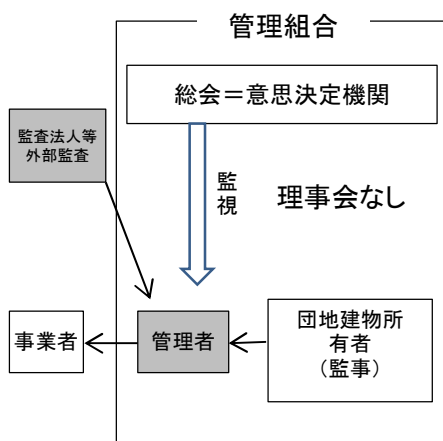 管理組合
総会＝意思決定機関
監査法人等
外部監査
監視
理事会なし
事業者
管理者
団地建物所
有者
（監事）